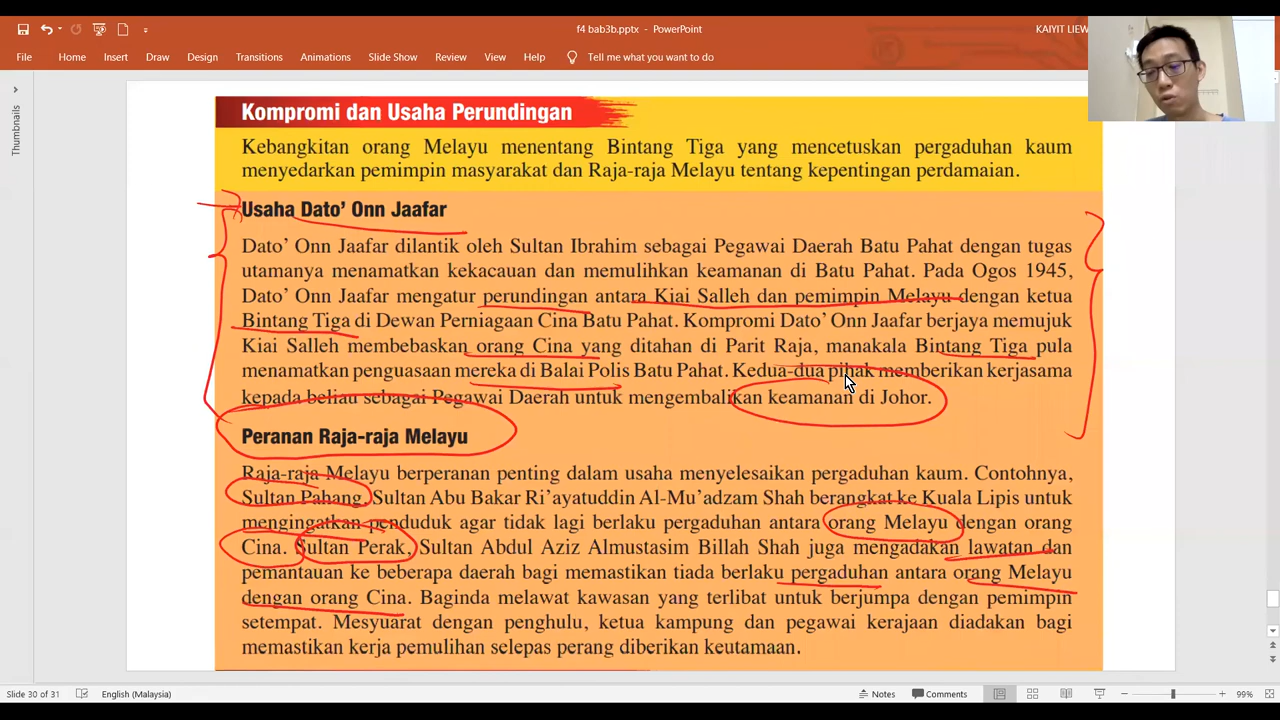 f4 bab3b.pptx - PowerPoint
KAIYIT LIEW
File Home Insert Draw Design Transitions Animations Slide Show Review View Help Tell me what you want to do
Thumbnails
Kompromi dan Usaha Perundingan
Kebangkitan orang Melayu menentang Bintang Tiga yang mencetuskan pergaduhan kaum
menyedarkan pemimpin masyarakat dan Raja-raja Melayu tentang kepentingan perdamaian.
Usaha Dato' Onn Jaafar
Dato' Onn Jaafar dilantik oleh Sultan Ibrahim sebagai Pegawai Daerah Batu Pahat dengan tugas
utamanya menamatkan kekacauan dan memulihkan keamanan di Batu Pahat. Pada Ogos 1945,
Dato' Onn Jaafar mengatur perundingan antara Kiai Salleh dan pemimpin Melayu dengan ketua
Bintang Tiga di Dewan Perniagaan Cina Batu Pahat. Kompromi Dato' Onn Jaafar berjaya memujuk
Kiai Salleh membebaskan orang Cina yang ditahan di Parit Raja, manakala Bintang Tiga pula
menamatkan penguasaan mereka di Balai Polis Batu Pahat. Kedua-dua pihak memberikan kerjasama
kepada beliau sebagai Pegawai Daerah untuk mengembalikan keamanan di Johor.
Peranan Raja-raja Melayu
Raja-raja Melayu berperanan penting dalam usaha menyelesaikan pergaduhan kaum. Contohnya,
Sultan Pahang, Sultan Abu Bakar Ri'ayatuddin Al-Mu'adzam Shah berangkat ke Kuala Lipis untuk
mengingatkan penduduk agar tidak lagi berlaku pergaduhan antara orang Melayu dengan orang
Cina. Sultan Perak, Sultan Abdul Aziz Almustasim Billah Shah juga mengadakan lawatan dan
pemantauan ke beberapa daerah bagi memastikan tiada berlaku pergaduhan antara orang Melayu
dengan orang Cina. Baginda melawat kawasan yang terlibat untuk berjumpa dengan pemimpin
setempat. Mesyuarat dengan penghulu, ketua kampung dan pegawai kerajaan diadakan bagi
memastikan kerja pemulihan selepas perang diberikan keutamaan.
Slide 30 of 31 English (Malaysia) Notes Comments 99%